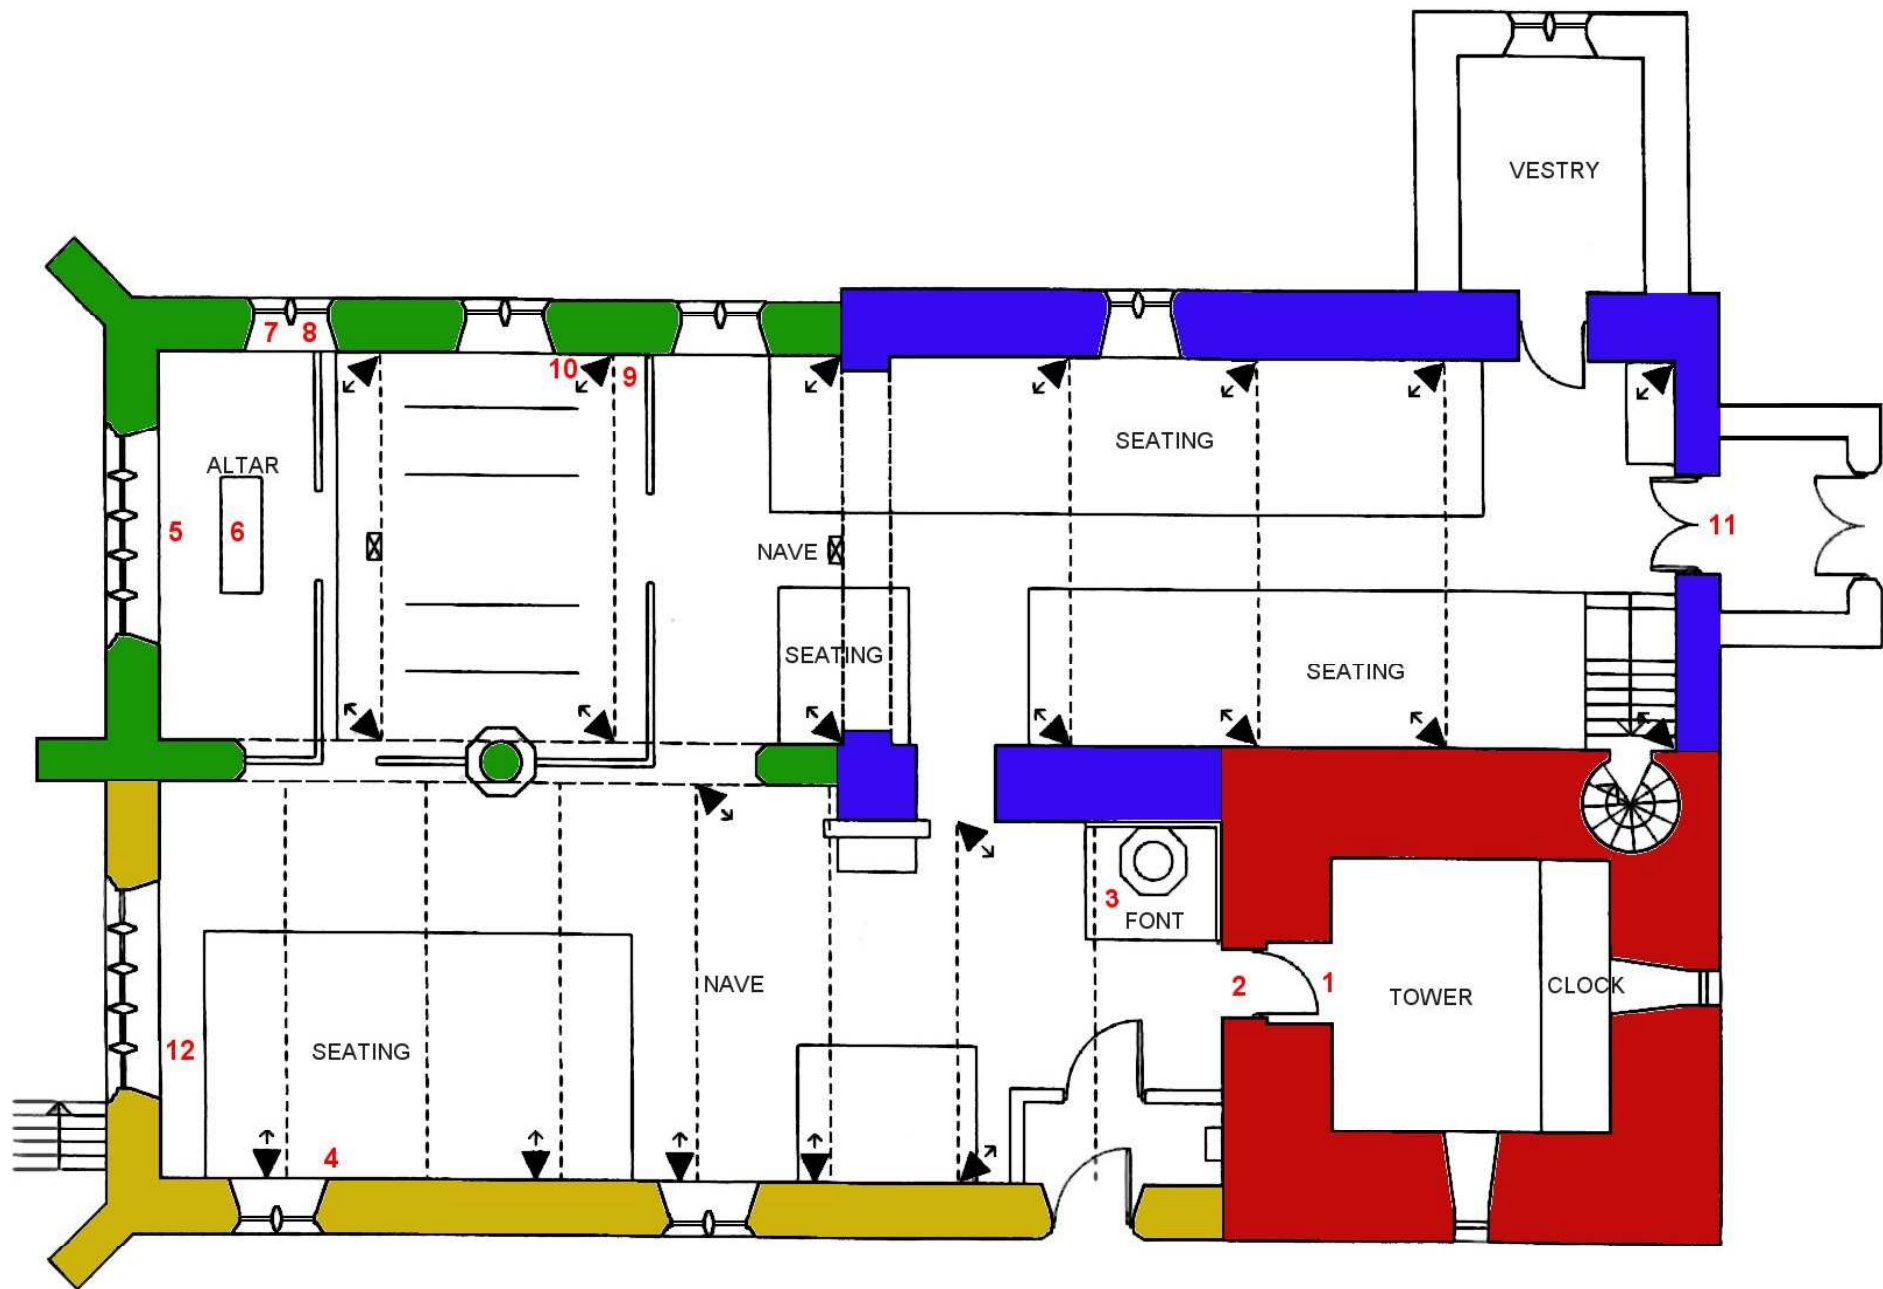 VESTRY
7 8
10 9
ALTAR
SEATING
5 6
11
NAVE
SEATING
SEATING
3
FONT
2 1
NAVE
TOWER
CLOCK
12
SEATING
4